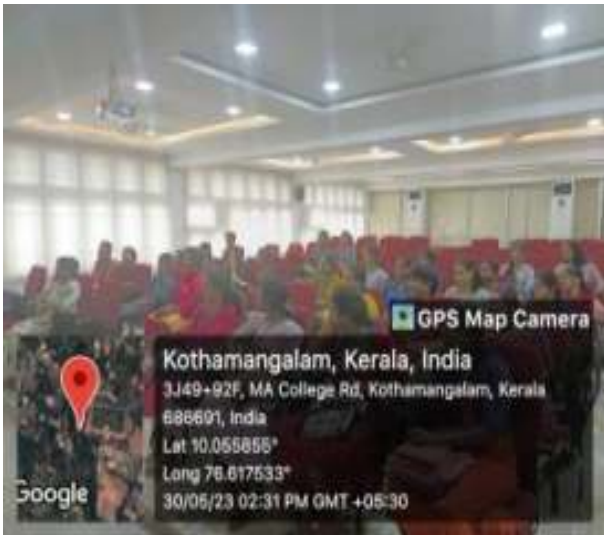 GPS Map Camera
Kothamangalam, Kerala, India
3J49+92F, MA College Rd, Kothamangalam, Kerala
686691, India
Lat 10.055855°
Long 76.617533°
30/05/23 02:31 PM GMT +05:30
Google